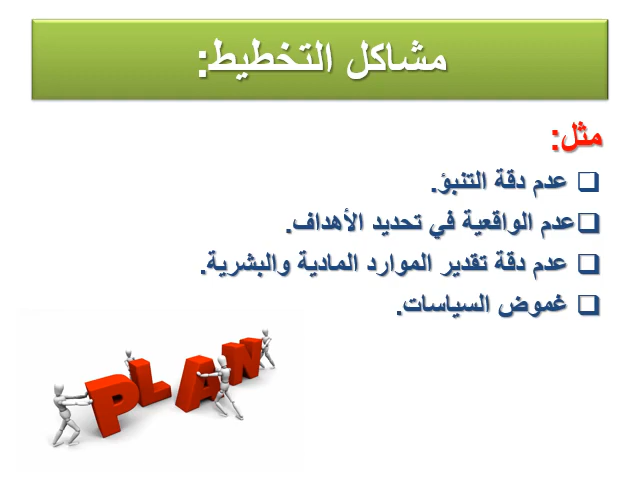 مشاكل التخطيط:
مثل:
❑ عدم دقة التنبؤ.
❑عدم الواقعية في تحديد الأهداف.
❑ عدم دقة تقدير الموارد المادية والبشرية.
❑ غموض السياسات.
PLAN